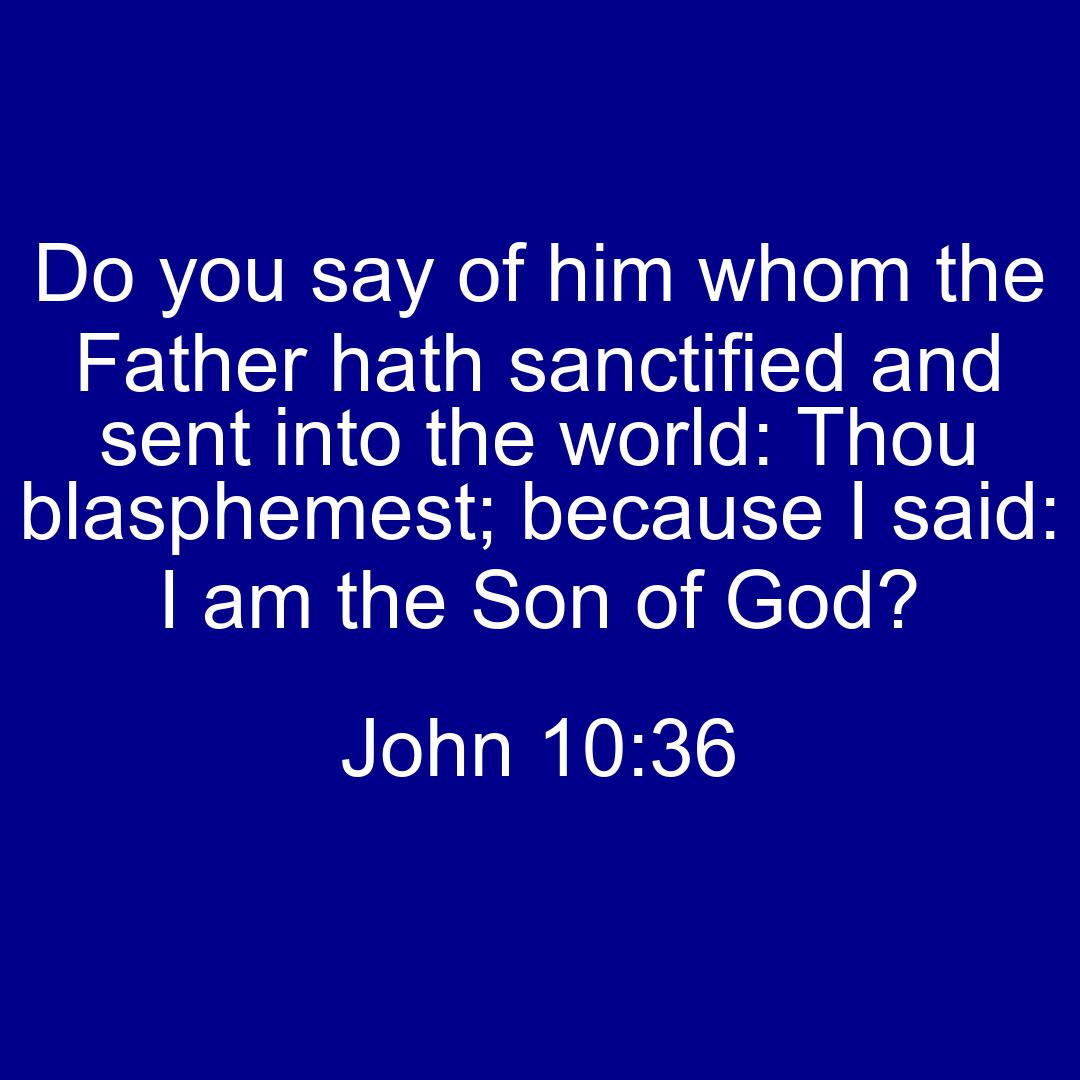 Do you say of him whom the
Father hath sanctified and
sent into the world: Thou
blasphemest; because I said:
I am the Son of God?
John 10:36